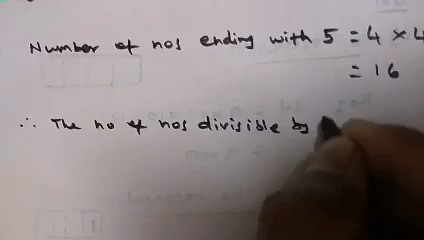 Number of nos ending with 5 = 4 × 4
= 16
∴ The no of nos divisible by